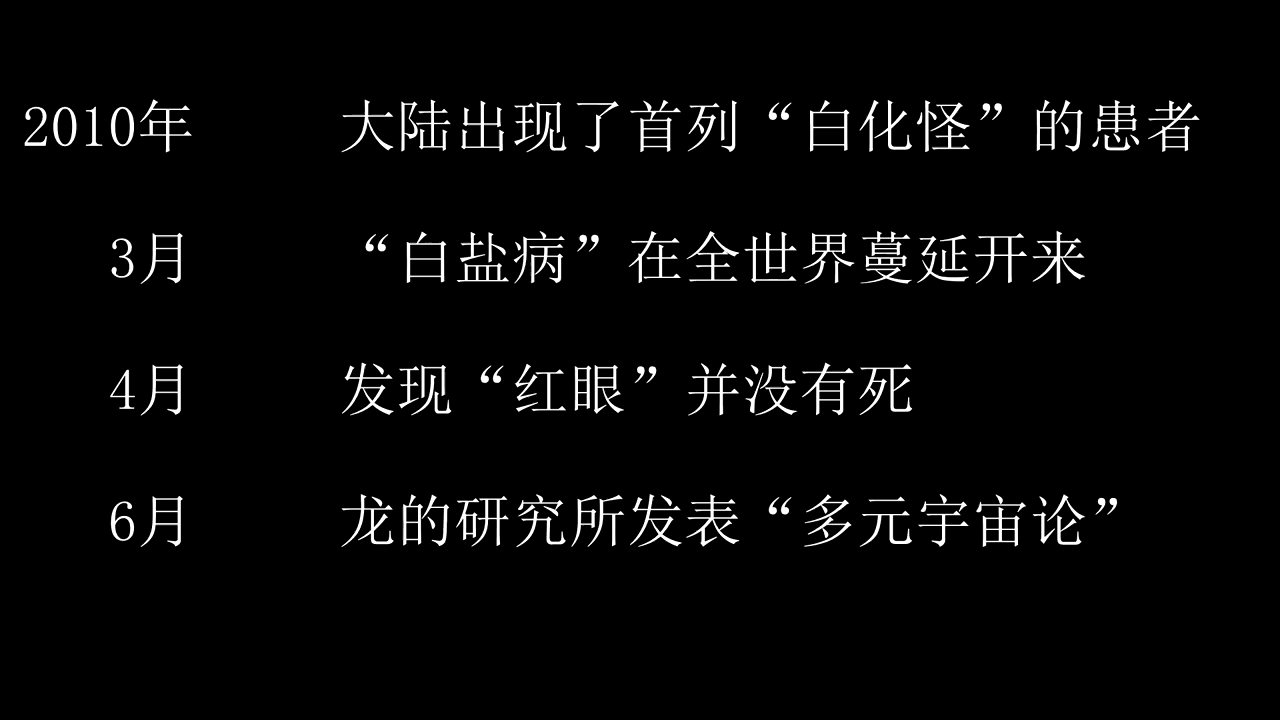 2010年 大陆出现了首列“白化怪”的患者
3月 “白盐病”在全世界蔓延开来
4月 发现“红眼”并没有死
6月 龙的研究所发表“多元宇宙论”